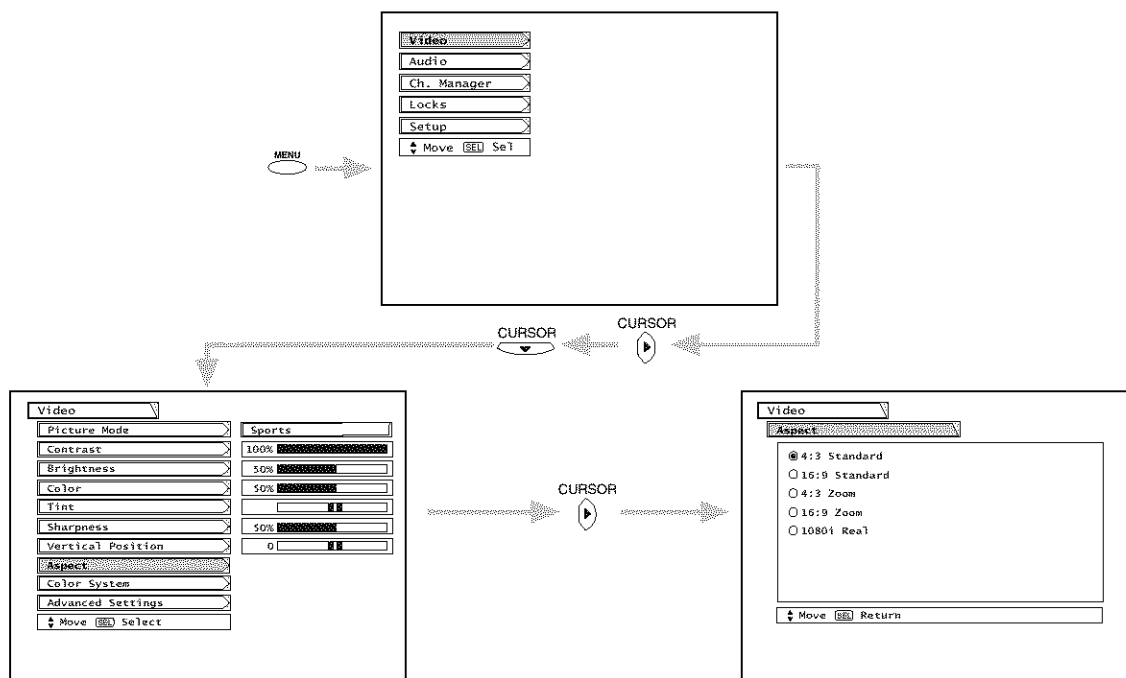 Video
Audio
Ch. Manager
Locks
Setup
Move SEL Sel
MENU
CURSOR
CURSOR
Video
Picture Mode Sports
Contrast 100%
Brightness 50%
Color 50%
Tint
Sharpness 50%
Vertical Position 0
Aspect
Color System
Advanced Settings
Move SEL Select
CURSOR
Video
Aspect
4:3 Standard
16:9 Standard
4:3 Zoom
16:9 Zoom
1080i Real
Move SEL Return